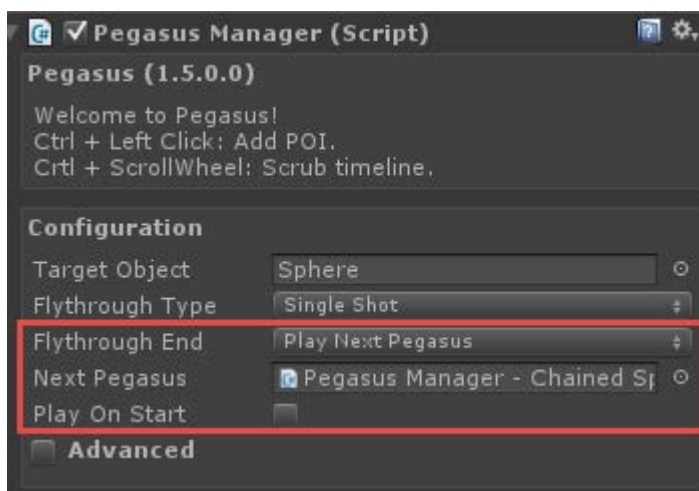 Pegasus Manager (Script)
Pegasus (1.5.0.0)
Welcome to Pegasus!
Ctrl + Left Click: Add POI.
Crtl + ScrollWheel: Scrub timeline.
Configuration
Target Object Sphere
Flythrough Type Single Shot
Flythrough End Play Next Pegasus
Next Pegasus Pegasus Manager - Chained Sp
Play On Start
Advanced